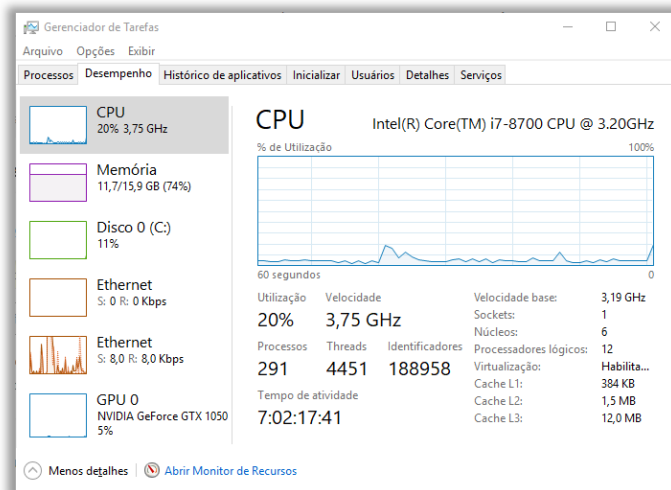 Gerenciador de Tarefas
Arquivo Opções Exibir
Processos Desempenho Histórico de aplicativos Inicializar Usuários Detalhes Serviços
CPU
20% 3,75 GHz
Memória
11,7/15,9 GB (74%)
Disco 0 (C:)
11%
Ethernet
S: 0 R: 0 Kbps
Ethernet
S: 8,0 R: 8,0 Kbps
GPU 0
NVIDIA GeForce GTX 1050
5%
CPU Intel(R) Core(TM) i7-8700 CPU @ 3.20GHz
% de Utilização 100%
60 segundos 0
Utilização Velocidade
20% 3,75 GHz
Processos Threads Identificadores
291 4451 188958
Tempo de atividade
7:02:17:41
Velocidade base: 3,19 GHz
Sockets: 1
Núcleos: 6
Processadores lógicos: 12
Virtualização: Habilita...
Cache L1: 384 KB
Cache L2: 1,5 MB
Cache L3: 12,0 MB
Menos detalhes Abrir Monitor de Recursos